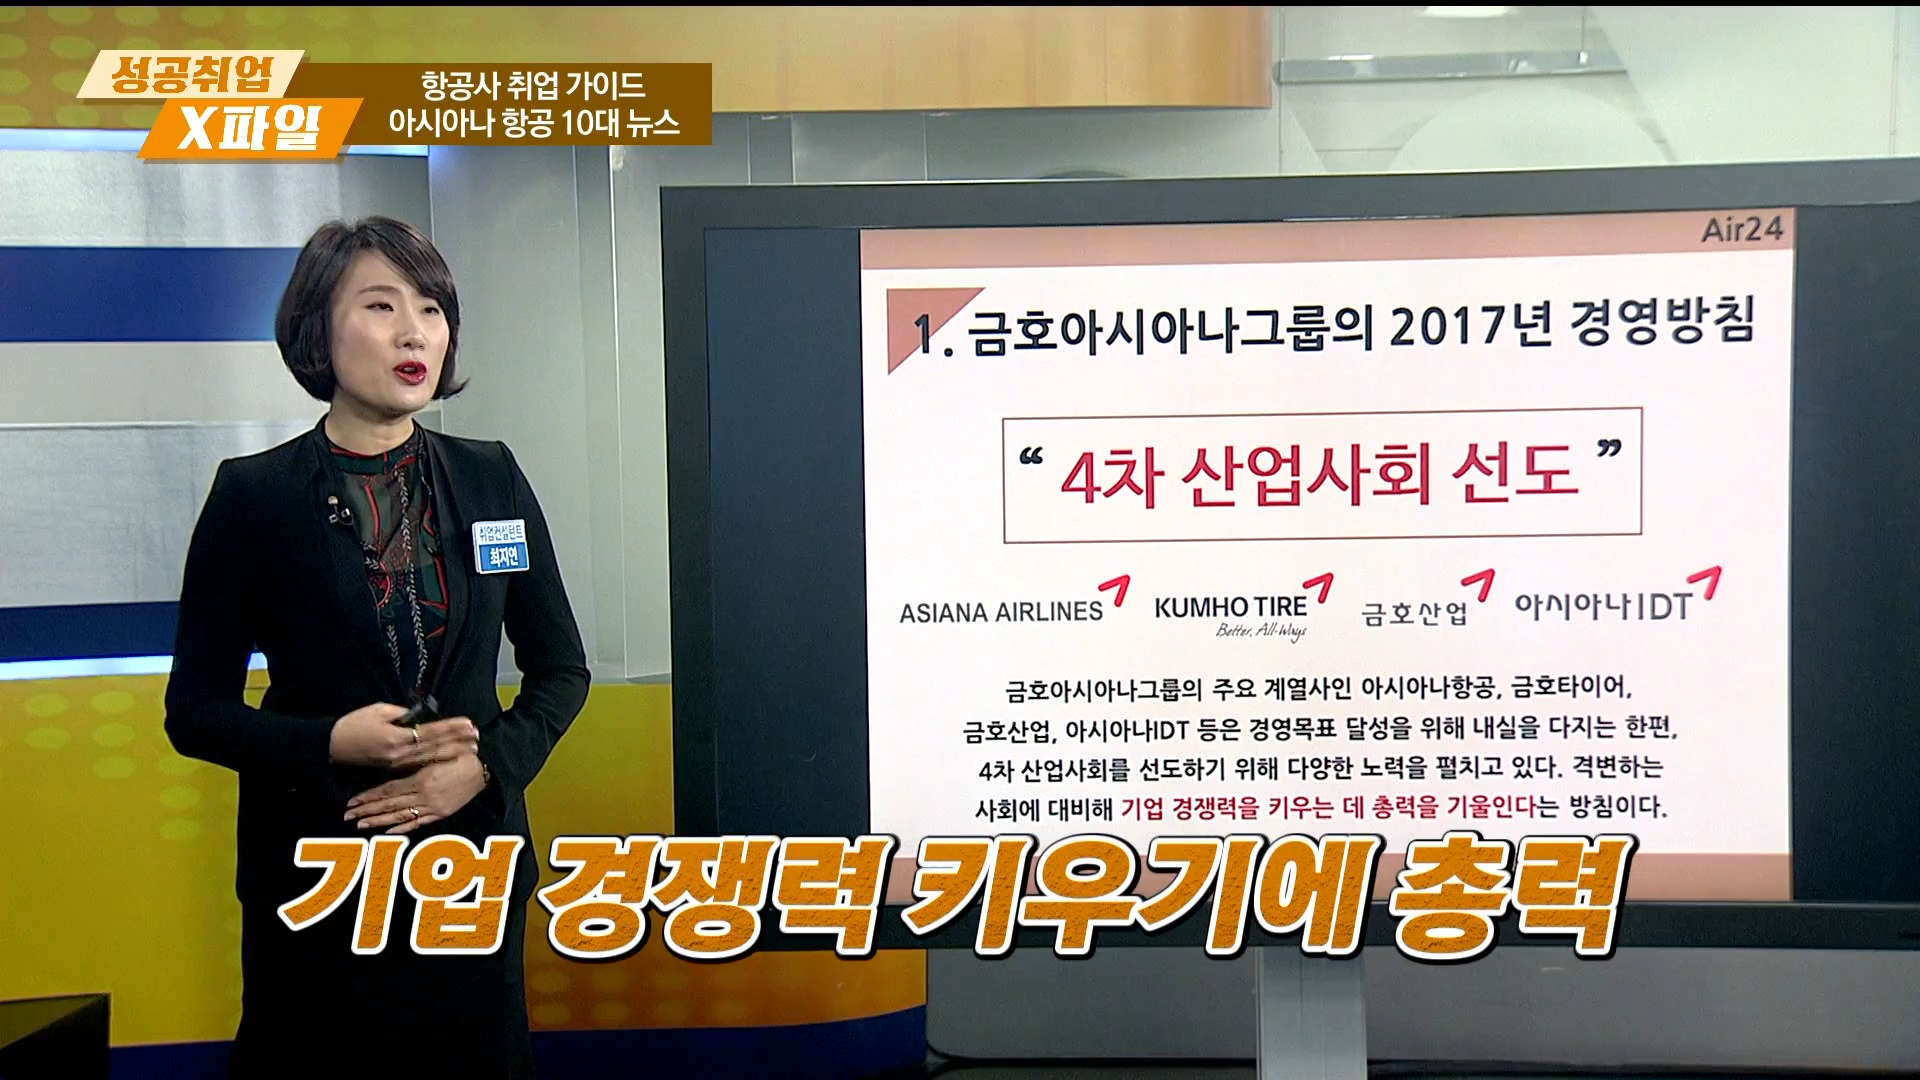 성공취업
X파일
항공사 취업 가이드
아시아나 항공 10대 뉴스
Air24
1. 금호아시아나그룹의 2017년 경영방침
“ 4차 산업사회 선도 ”
ASIANA AIRLINES
KUMHO TIRE
Better, All-Ways
금호산업
아시아나IDT
금호아시아나그룹의 주요 계열사인 아시아나항공, 금호타이어,
금호산업, 아시아나IDT 등은 경영목표 달성을 위해 내실을 다지는 한편,
4차 산업사회를 선도하기 위해 다양한 노력을 펼치고 있다. 격변하는
사회에 대비해 기업 경쟁력을 키우는 데 총력을 기울인다는 방침이다.
취업컨설턴트
최지연
기업 경쟁력 키우기에 총력